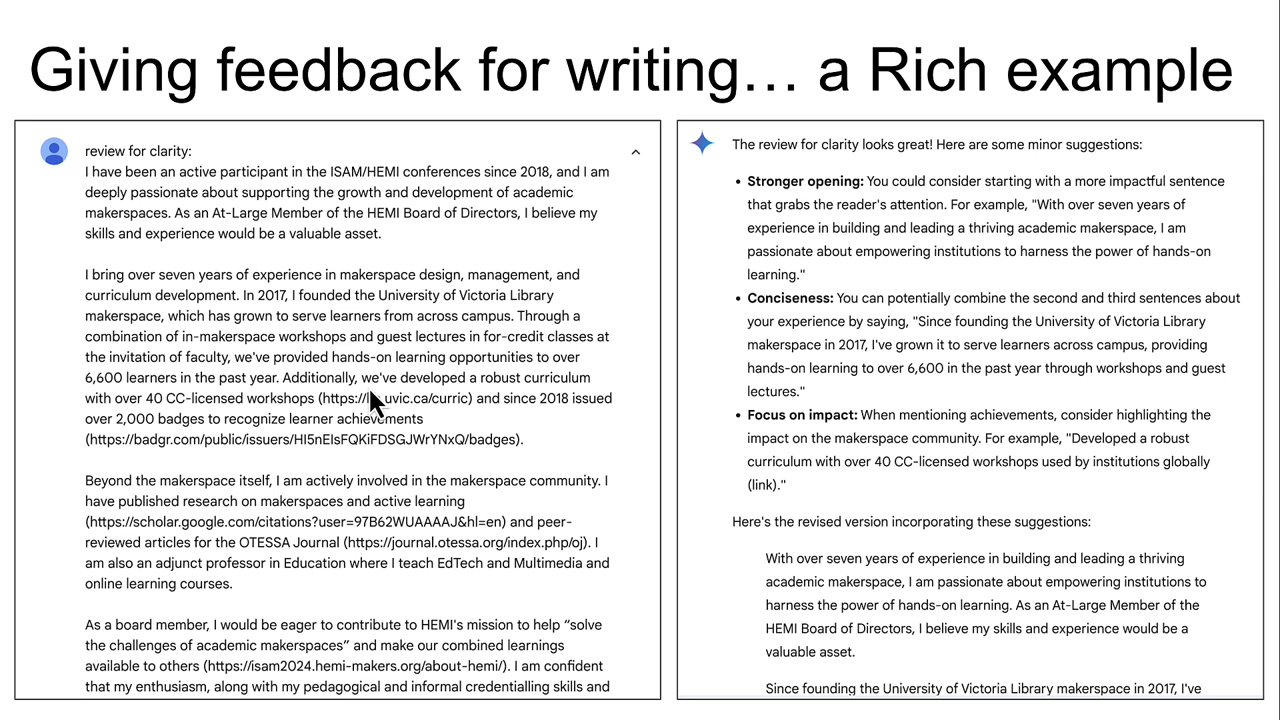 Giving feedback for writing… a Rich example
review for clarity:
I have been an active participant in the ISAM/HEMI conferences since 2018, and I am
deeply passionate about supporting the growth and development of academic
makerspaces. As an At-Large Member of the HEMI Board of Directors, I believe my
skills and experience would be a valuable asset.
I bring over seven years of experience in makerspace design, management, and
curriculum development. In 2017, I founded the University of Victoria Library
makerspace, which has grown to serve learners from across campus. Through a
combination of in-makerspace workshops and guest lectures in for-credit classes at
the invitation of faculty, we've provided hands-on learning opportunities to over
6,600 learners in the past year. Additionally, we've developed a robust curriculum
with over 40 CC-licensed workshops uvic.ca/curric) and since 2018 issued
over 2,000 badges to recognize learner achievements
(https://badgr.com/public/issuers/HI5nEIsFQKiFDSGJWrYNxQ/badges).
Beyond the makerspace itself, I am actively involved in the makerspace community. I
have published research on makerspaces and active learning
(https://scholar.google.com/citations?user=97B62WUAAAAJ&hl=en) and peer-
reviewed articles for the OTESSA Journal (https://journal.otessa.org/index.php/oj). I
am also an adjunct professor in Education where I teach EdTech and Multimedia and
online learning courses.
As a board member, I would be eager to contribute to HEMI's mission to help “solve
the challenges of academic makerspaces” and make our combined learnings
available to others (https://isam2024.hemi-makers.org/about-hemi/). I am confident
that my enthusiasm, along with my pedagogical and informal credentialling skills and
The review for clarity looks great! Here are some minor suggestions:
• Stronger opening: You could consider starting with a more impactful sentence
that grabs the reader's attention. For example, "With over seven years of
experience in building and leading a thriving academic makerspace, I am
passionate about empowering institutions to harness the power of hands-on
learning."
• Conciseness: You can potentially combine the second and third sentences about
your experience by saying, "Since founding the University of Victoria Library
makerspace in 2017, I've grown it to serve learners across campus, providing
hands-on learning to over 6,600 in the past year through workshops and guest
lectures."
• Focus on impact: When mentioning achievements, consider highlighting the
impact on the makerspace community. For example, "Developed a robust
curriculum with over 40 CC-licensed workshops used by institutions globally
(link)."
Here's the revised version incorporating these suggestions:
With over seven years of experience in building and leading a thriving
academic makerspace, I am passionate about empowering institutions to
harness the power of hands-on learning. As an At-Large Member of the
HEMI Board of Directors, I believe my skills and experience would be a
valuable asset.
Since founding the University of Victoria Library makerspace in 2017, I've